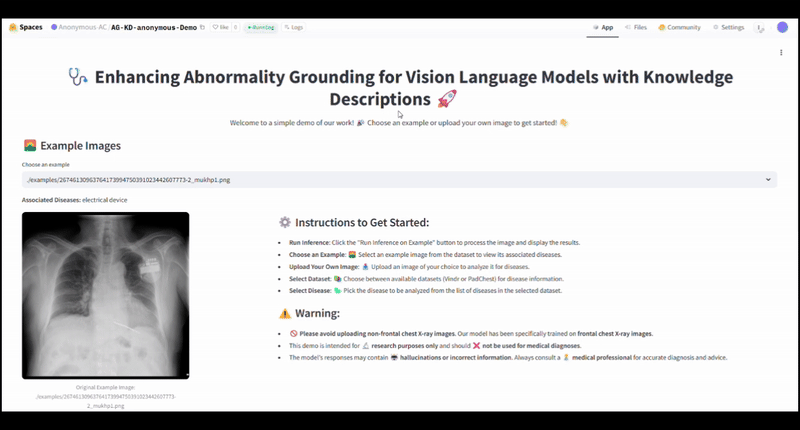 Spaces
Anonymous-AC / AG-KD-anonymous-Demo
like 0
Running
Logs
App
Files
Community
Settings
Enhancing Abnormality Grounding for Vision Language Models with Knowledge
Descriptions
Welcome to a simple demo of our work! Choose an example or upload your own image to get started!
Example Images
Choose an example
Associated Diseases: electrical device
Instructions to Get Started:
Run Inference: Click the "Run Inference on Example" button to process the image and display the results.
Choose an Example: Select an example image from the dataset to view its associated diseases.
Upload Your Own Image: Upload an image of your choice to analyze it for diseases.
Select Dataset: Choose between available datasets (Vindr or PadChest) for disease information.
Select Disease: Pick the disease to be analyzed from the list of diseases in the selected dataset.
Warning:
Please avoid uploading non-frontal chest X-ray images. Our model has been specifically trained on frontal chest X-ray images.
This demo is intended for research purposes only and should not be used for medical diagnoses.
The model's responses may contain hallucinations or incorrect information. Always consult a medical professional for accurate diagnosis and advice.
Original Example Image:
2_mukhp1.png